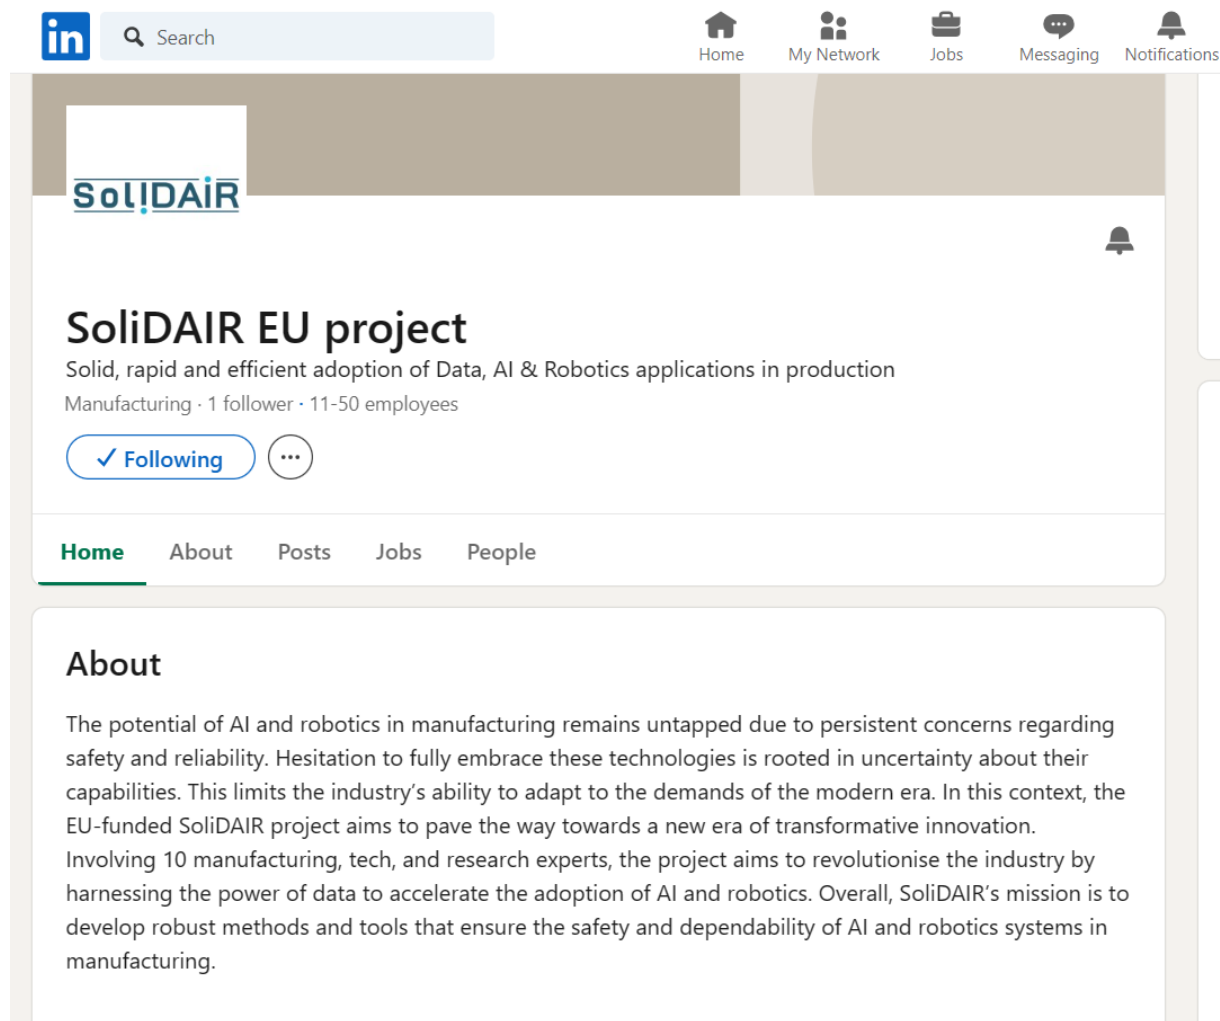 in
Search
Home
My Network
Jobs
Messaging
Notifications
Sol!DAiR
SoliDAIR EU project
Solid, rapid and efficient adoption of Data, AI & Robotics applications in production
Manufacturing · 1 follower · 11-50 employees
✓ Following
Home About Posts Jobs People
About
The potential of AI and robotics in manufacturing remains untapped due to persistent concerns regarding
safety and reliability. Hesitation to fully embrace these technologies is rooted in uncertainty about their
capabilities. This limits the industry's ability to adapt to the demands of the modern era. In this context, the
EU-funded SoliDAIR project aims to pave the way towards a new era of transformative innovation.
Involving 10 manufacturing, tech, and research experts, the project aims to revolutionise the industry by
harnessing the power of data to accelerate the adoption of AI and robotics. Overall, SoliDAIR's mission is to
develop robust methods and tools that ensure the safety and dependability of AI and robotics systems in
manufacturing.